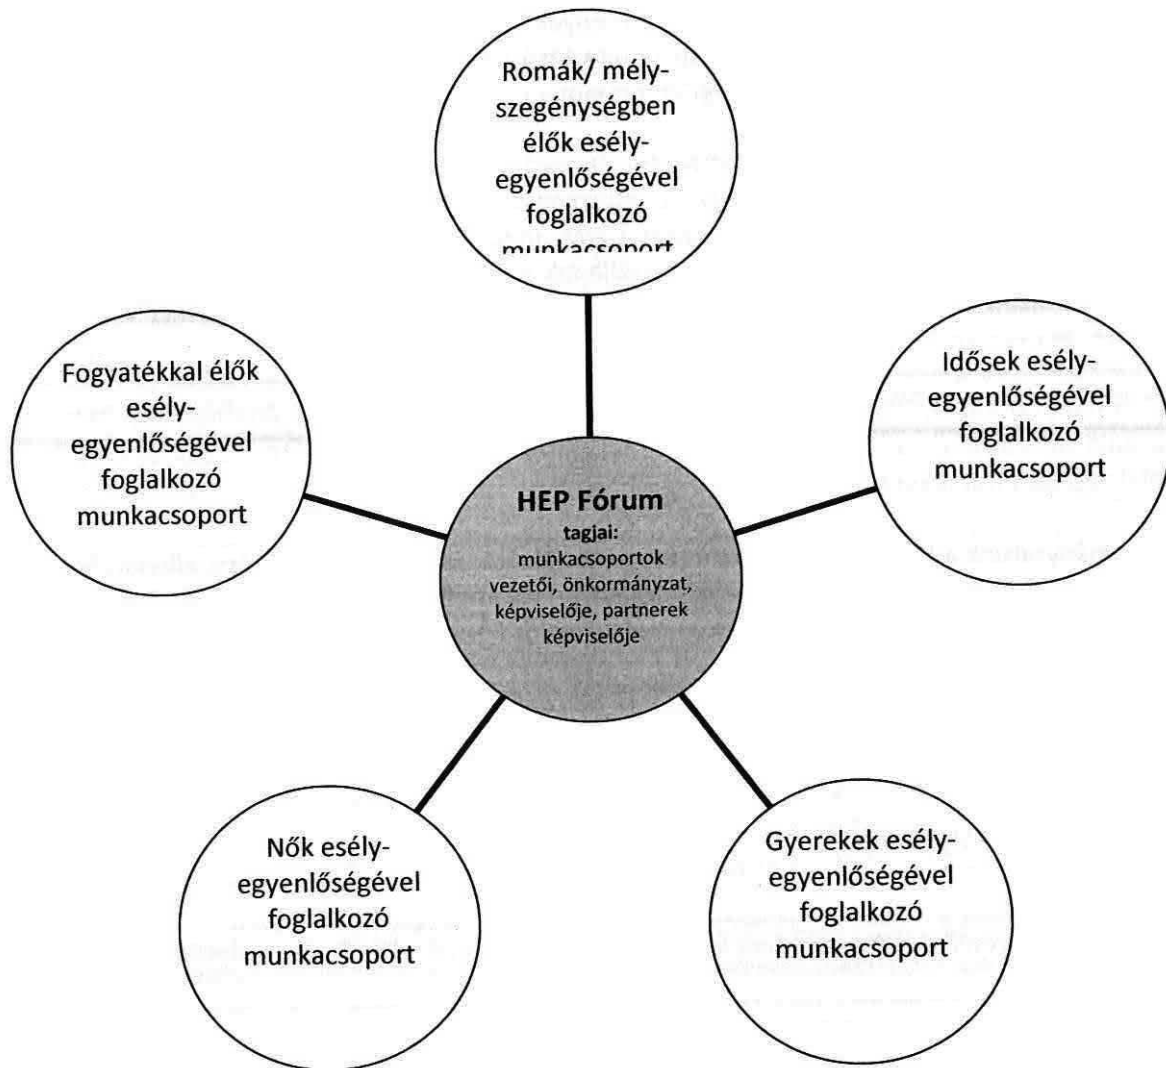 Romák/ mély-
szegénységben
élők esély-
egyenlőségével
foglalkozó
munkacsoport
Fogyatékkal élők
esély-
egyenlőségével
foglalkozó
munkacsoport
Idősek esély-
egyenlőségével
foglalkozó
munkacsoport
HEP Fórum
tagjai:
munkacsoportok
vezetői, önkormányzat,
képviselője, partnerek
képviselője
Nők esély-
egyenlőségével
foglalkozó
munkacsoport
Gyerekek esély-
egyenlőségével
foglalkozó
munkacsoport